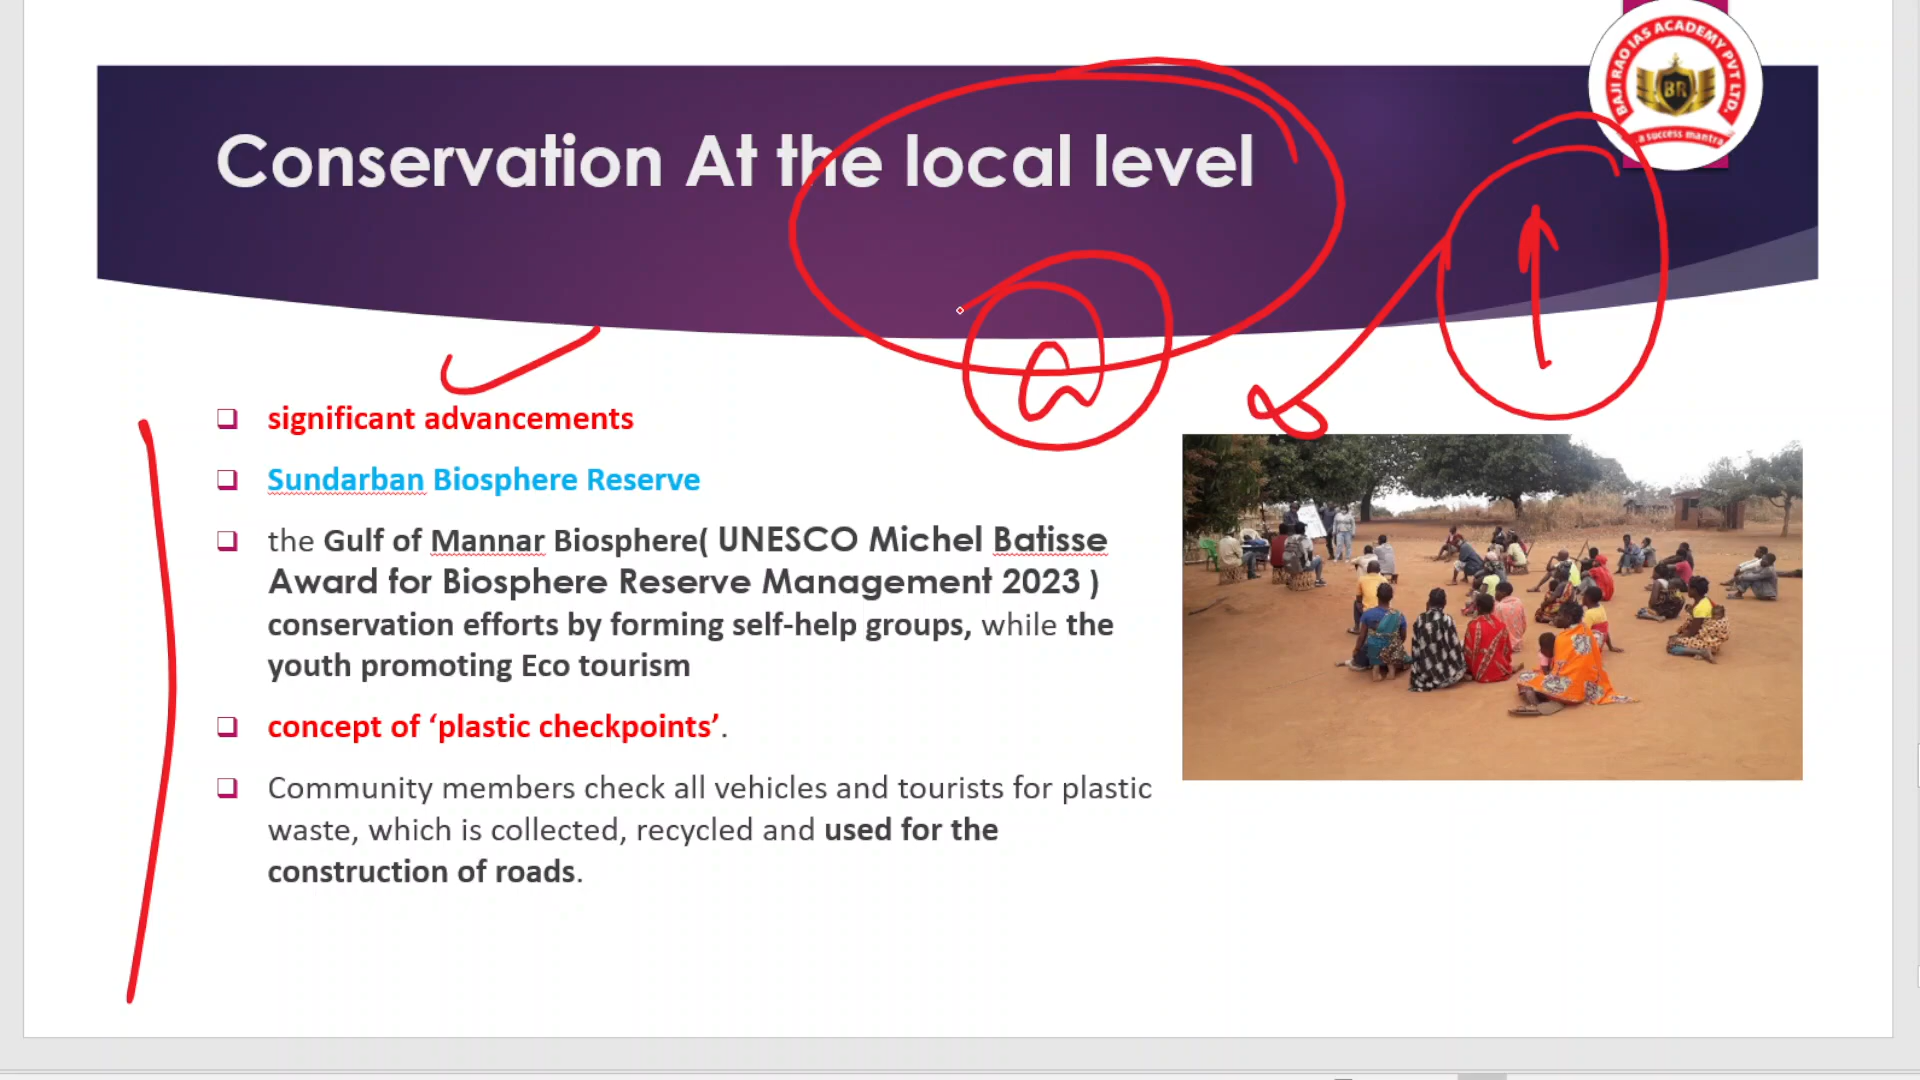 BAJI RAO IAS ACADEMY PVT LTD.
BR
a success mantra
Conservation At the local level
significant advancements
Sundarban Biosphere Reserve
the Gulf of Mannar Biosphere( UNESCO Michel Batisse
Award for Biosphere Reserve Management 2023 )
conservation efforts by forming self-help groups, while the
youth promoting Eco tourism
concept of ‘plastic checkpoints’.
Community members check all vehicles and tourists for plastic
waste, which is collected, recycled and used for the
construction of roads.